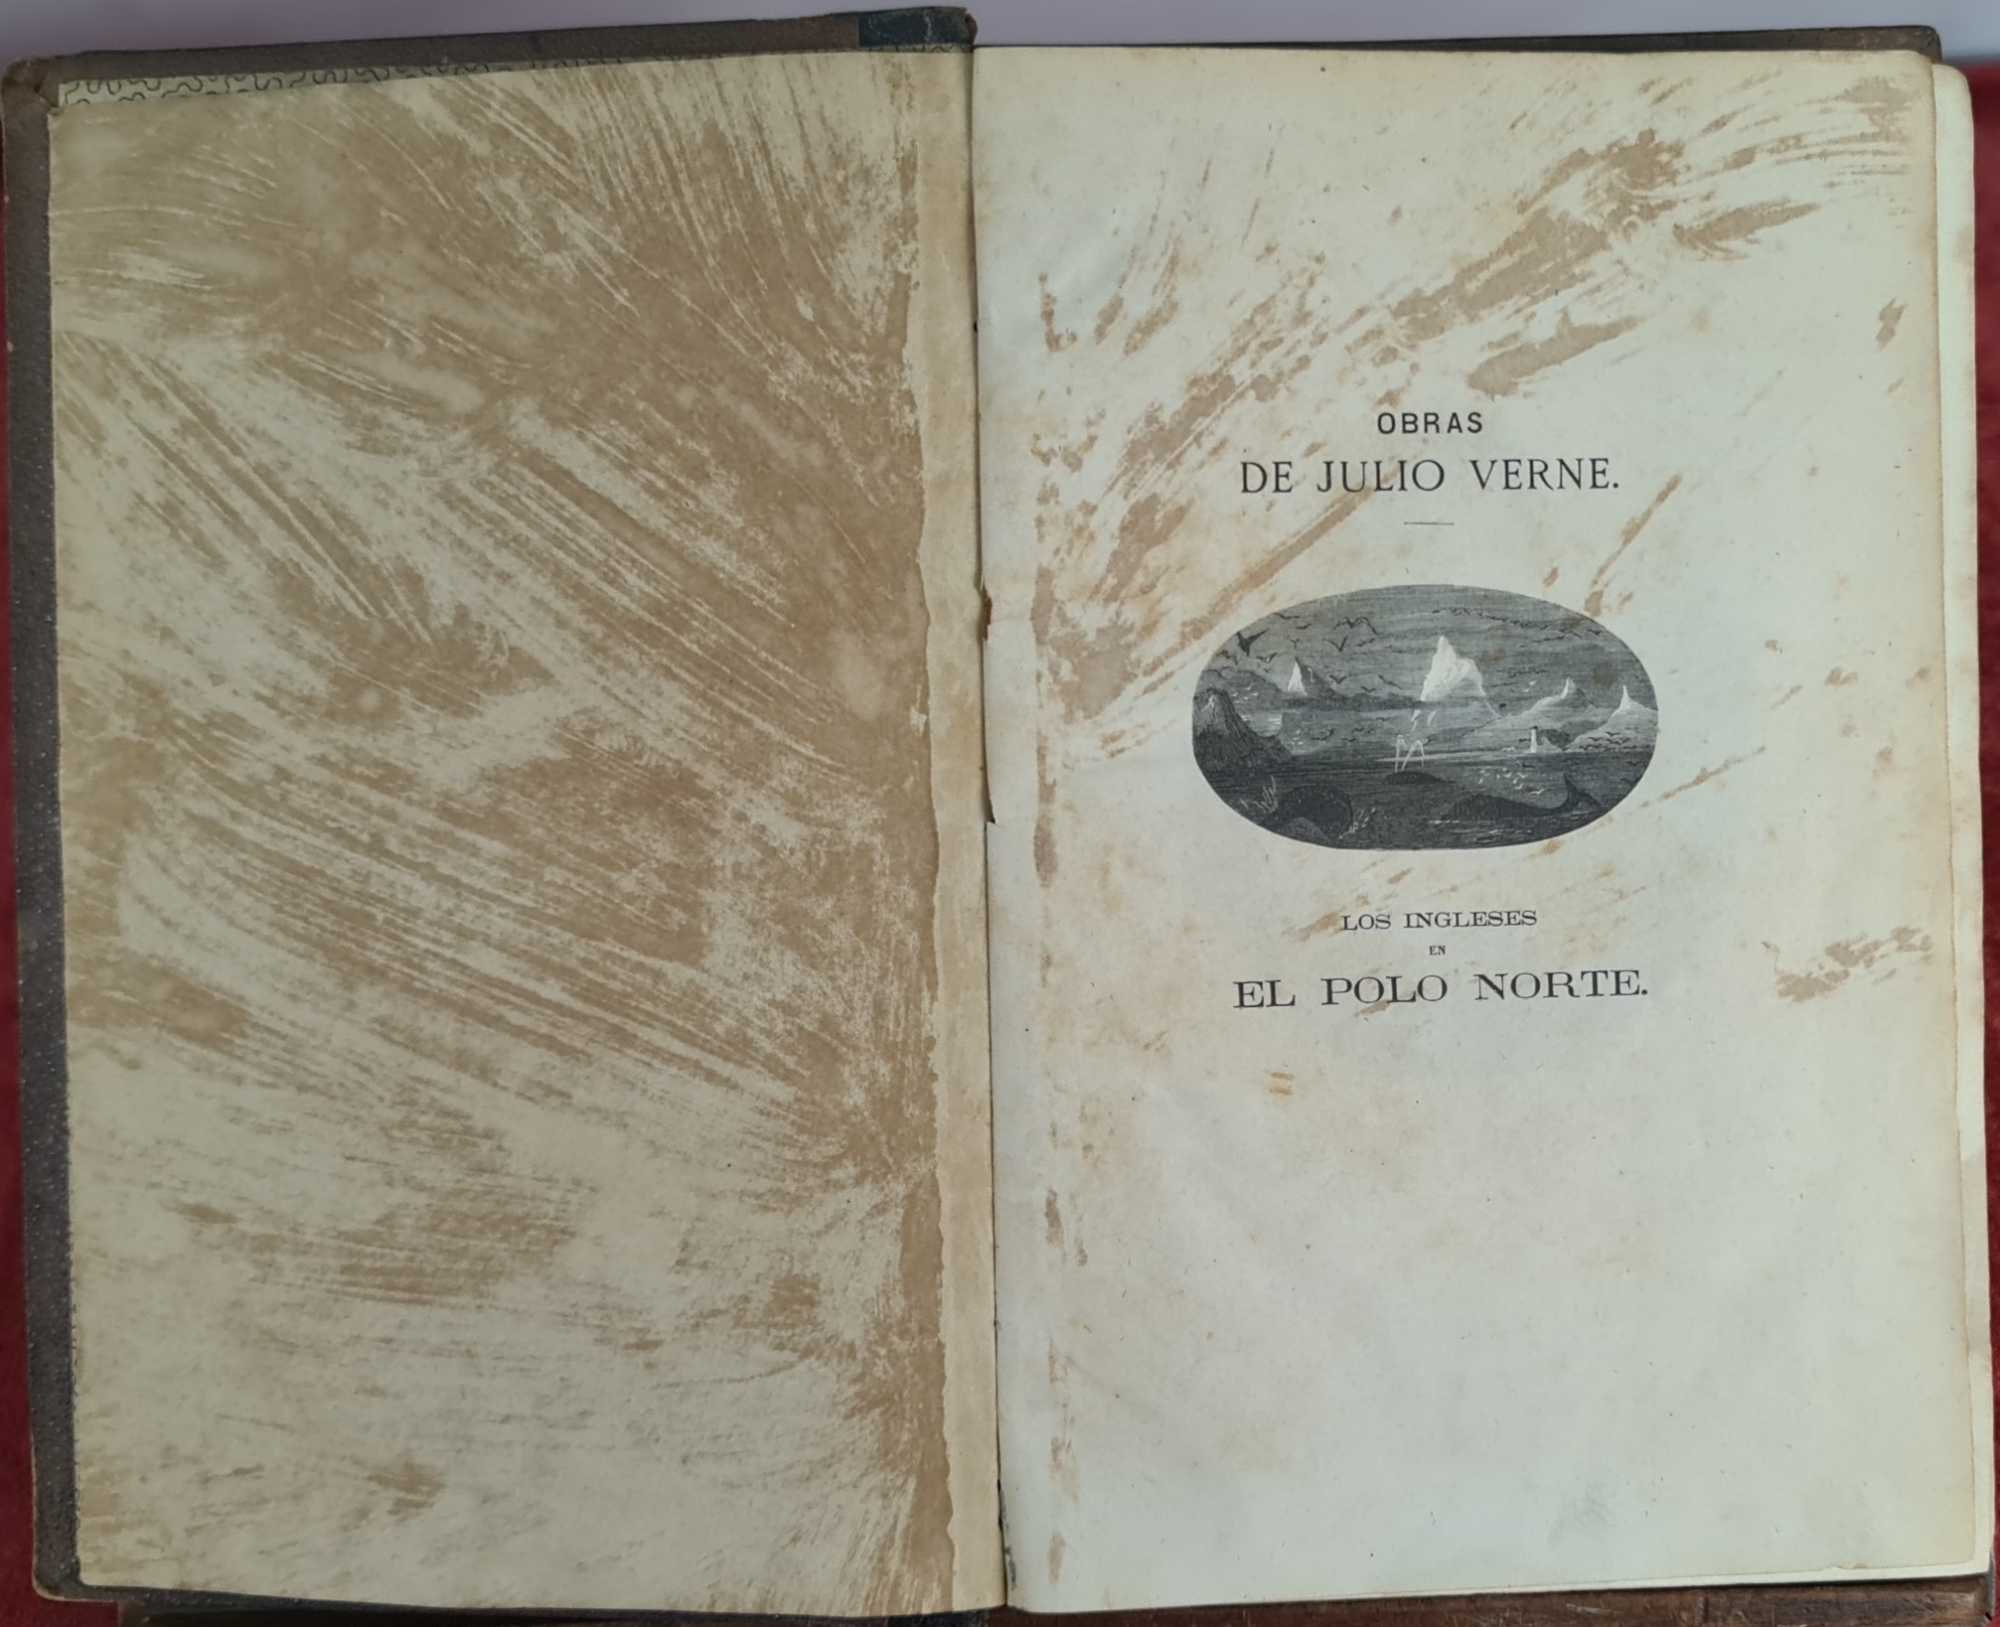 OBRAS
DE JULIO VERNE.
LOS INGLESES
EN
EL POLO NORTE.